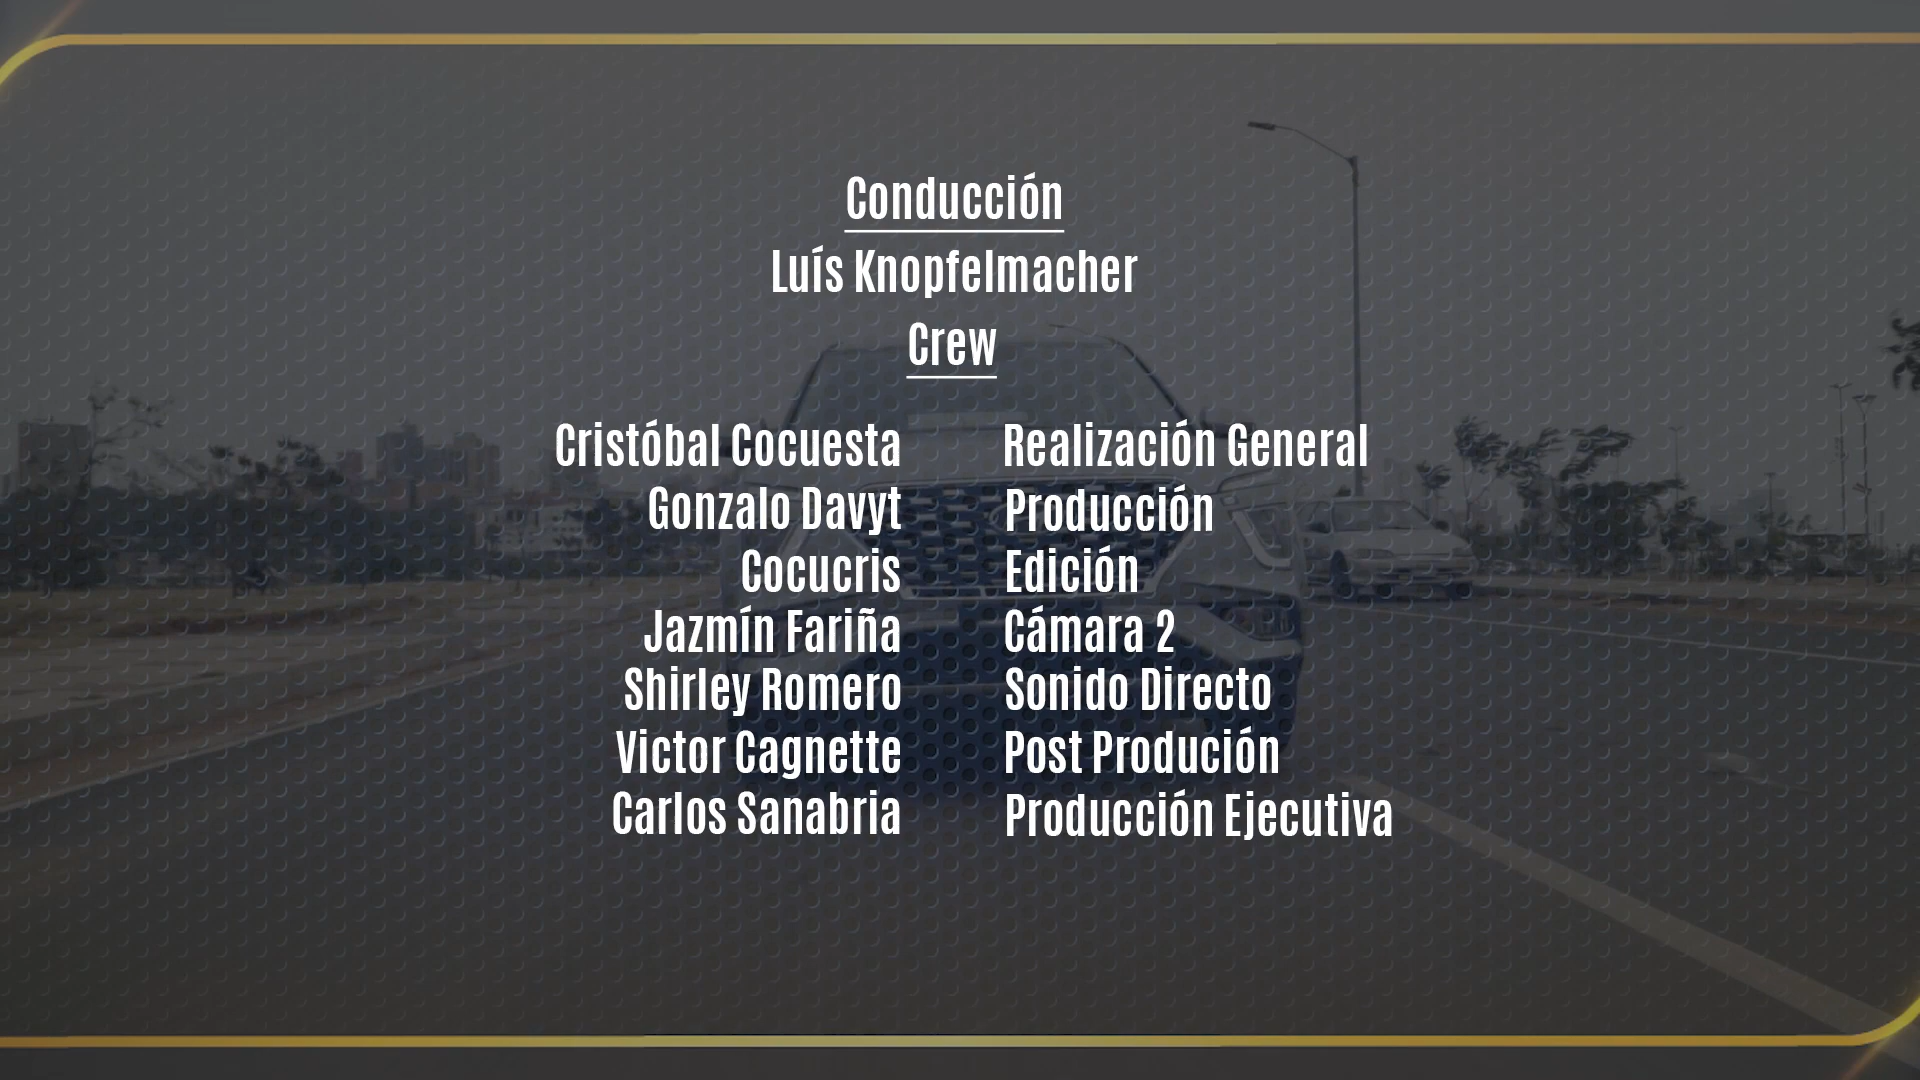 Conducción
Luís Knopfelmacher
Crew
Cristóbal Cocuesta Realización General
Gonzalo Davyt Producción
Cocucris Edición
Jazmín Fariña Cámara 2
Shirley Romero Sonido Directo
Victor Cagnette Post Produción
Carlos Sanabria Producción Ejecutiva